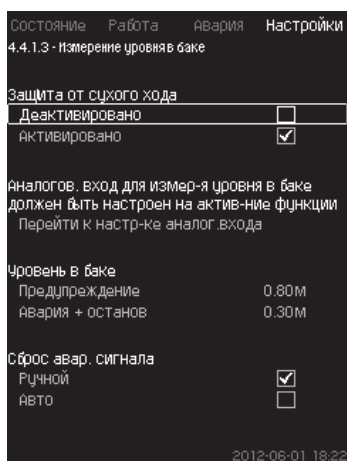 Состояние Работа Авария Настройки
4.4.1.3 - Измерение уровня в баке
Защита от сухого хода
Деактивировано
Активировано
Аналогов. вход для измер-я уровня в баке
должен быть настроен на актив-ние функции
Перейти к настр-ке аналог.входа
Уровень в баке
Предупреждение 0.80м
Авария + останов 0.30м
Сброс авар. сигнала
Ручной
Авто
2012-06-01 18:22